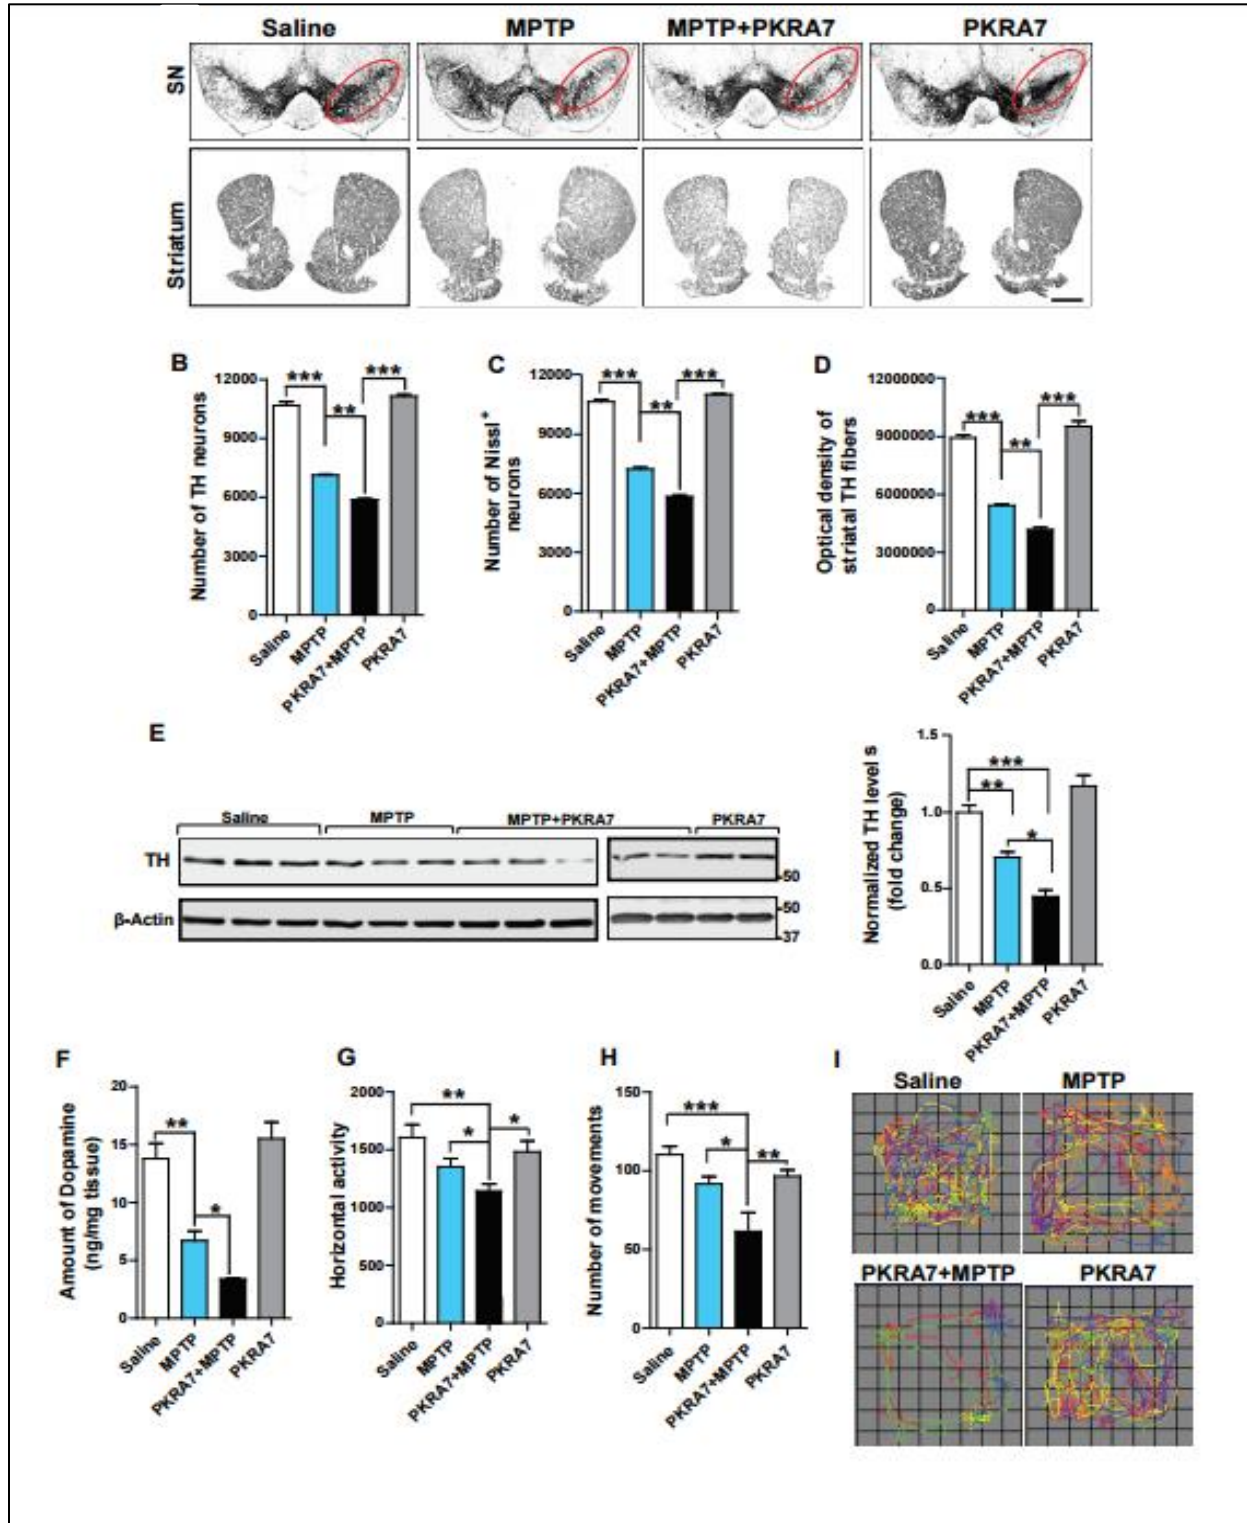 Saline MPTP MPTP+PKRA7 PKRA7
SN
Striatum
B
Number of TH neurons
12000
***
***
**
9000
6000
3000
0
Saline
MPTP
PKRA7+MPTP
PKRA7
C
Number of Nissl+
neurons
12000
***
***
**
9000
6000
3000
0
Saline
MPTP
PKRA7+MPTP
PKRA7
D
Optical density of
striatal TH fibers
12000000
***
***
**
9000000
6000000
3000000
0
Saline
MPTP
PKRA7+MPTP
PKRA7
E
Saline MPTP MPTP+PKRA7 PKRA7
TH
50
β-Actin
50
37
Normalized TH level s
(fold change)
1.5
***
**
*
1.0
0.5
0.0
Saline
MPTP
PKRA7+MPTP
PKRA7
F
Amount of Dopamine
(ng/mg tissue)
20
**
*
15
10
5
0
Saline
MPTP
PKRA7+MPTP
PKRA7
G
Horizontal activity
2000
**
*
*
1500
1000
500
0
Saline
MPTP
PKRA7+MPTP
PKRA7
H
Number of movements
150
***
*
**
100
50
0
Saline
MPTP
PKRA7+MPTP
PKRA7
I
Saline MPTP
PKRA7+MPTP PKRA7